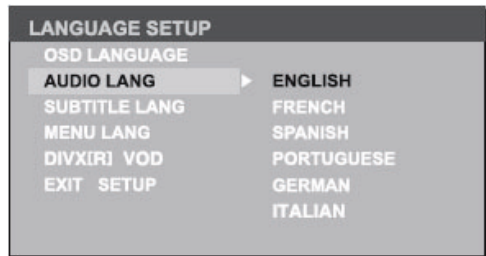 LANGUAGE SETUP
OSD LANGUAGE
AUDIO LANG
SUBTITLE LANG
MENU LANG
DIVX[R] VOD
EXIT SETUP
ENGLISH
FRENCH
SPANISH
PORTUGUESE
GERMAN
ITALIAN